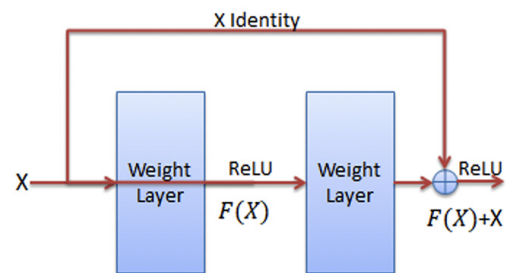 X Identity
X
Weight
Layer
ReLU
F(X)
Weight
Layer
ReLU
F(X)+X